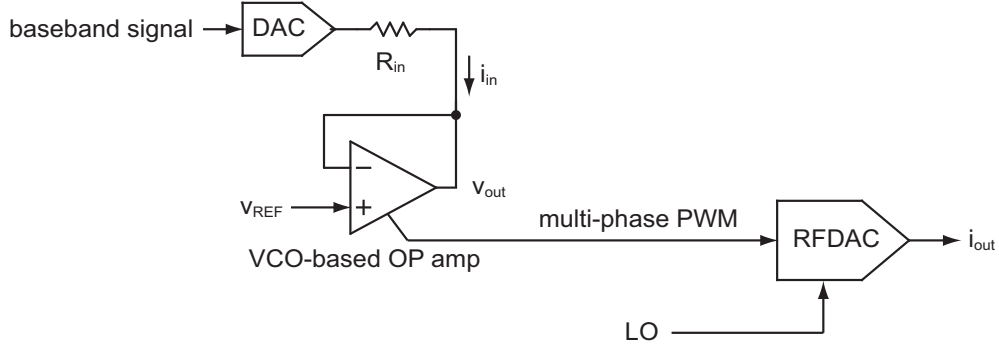 baseband signal
DAC
R_in
i_in
−
+
v_out
v_REF
VCO-based OP amp
multi-phase PWM
RFDAC
i_out
LO